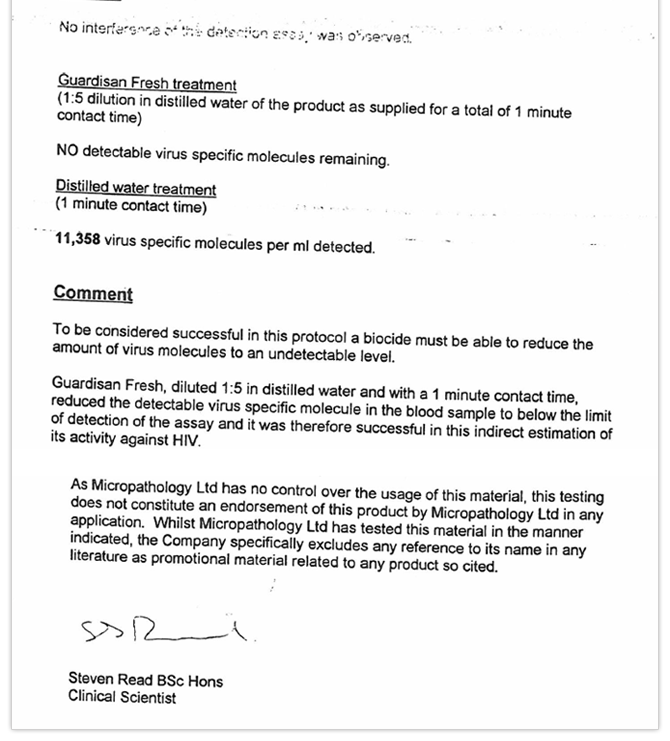 No interference of the detection assay was observed.
Guardisan Fresh treatment
(1:5 dilution in distilled water of the product as supplied for a total of 1 minute
contact time)
NO detectable virus specific molecules remaining.
Distilled water treatment
(1 minute contact time)
11,358 virus specific molecules per ml detected.
Comment
To be considered successful in this protocol a biocide must be able to reduce the
amount of virus molecules to an undetectable level.
Guardisan Fresh, diluted 1:5 in distilled water and with a 1 minute contact time,
reduced the detectable virus specific molecule in the blood sample to below the limit
of detection of the assay and it was therefore successful in this indirect estimation of
its activity against HIV.
As Micropathology Ltd has no control over the usage of this material, this testing
does not constitute an endorsement of this product by Micropathology Ltd in any
application. Whilst Micropathology Ltd has tested this material in the manner
indicated, the Company specifically excludes any reference to its name in any
literature as promotional material related to any product so cited.
Steven Read BSc Hons
Clinical Scientist